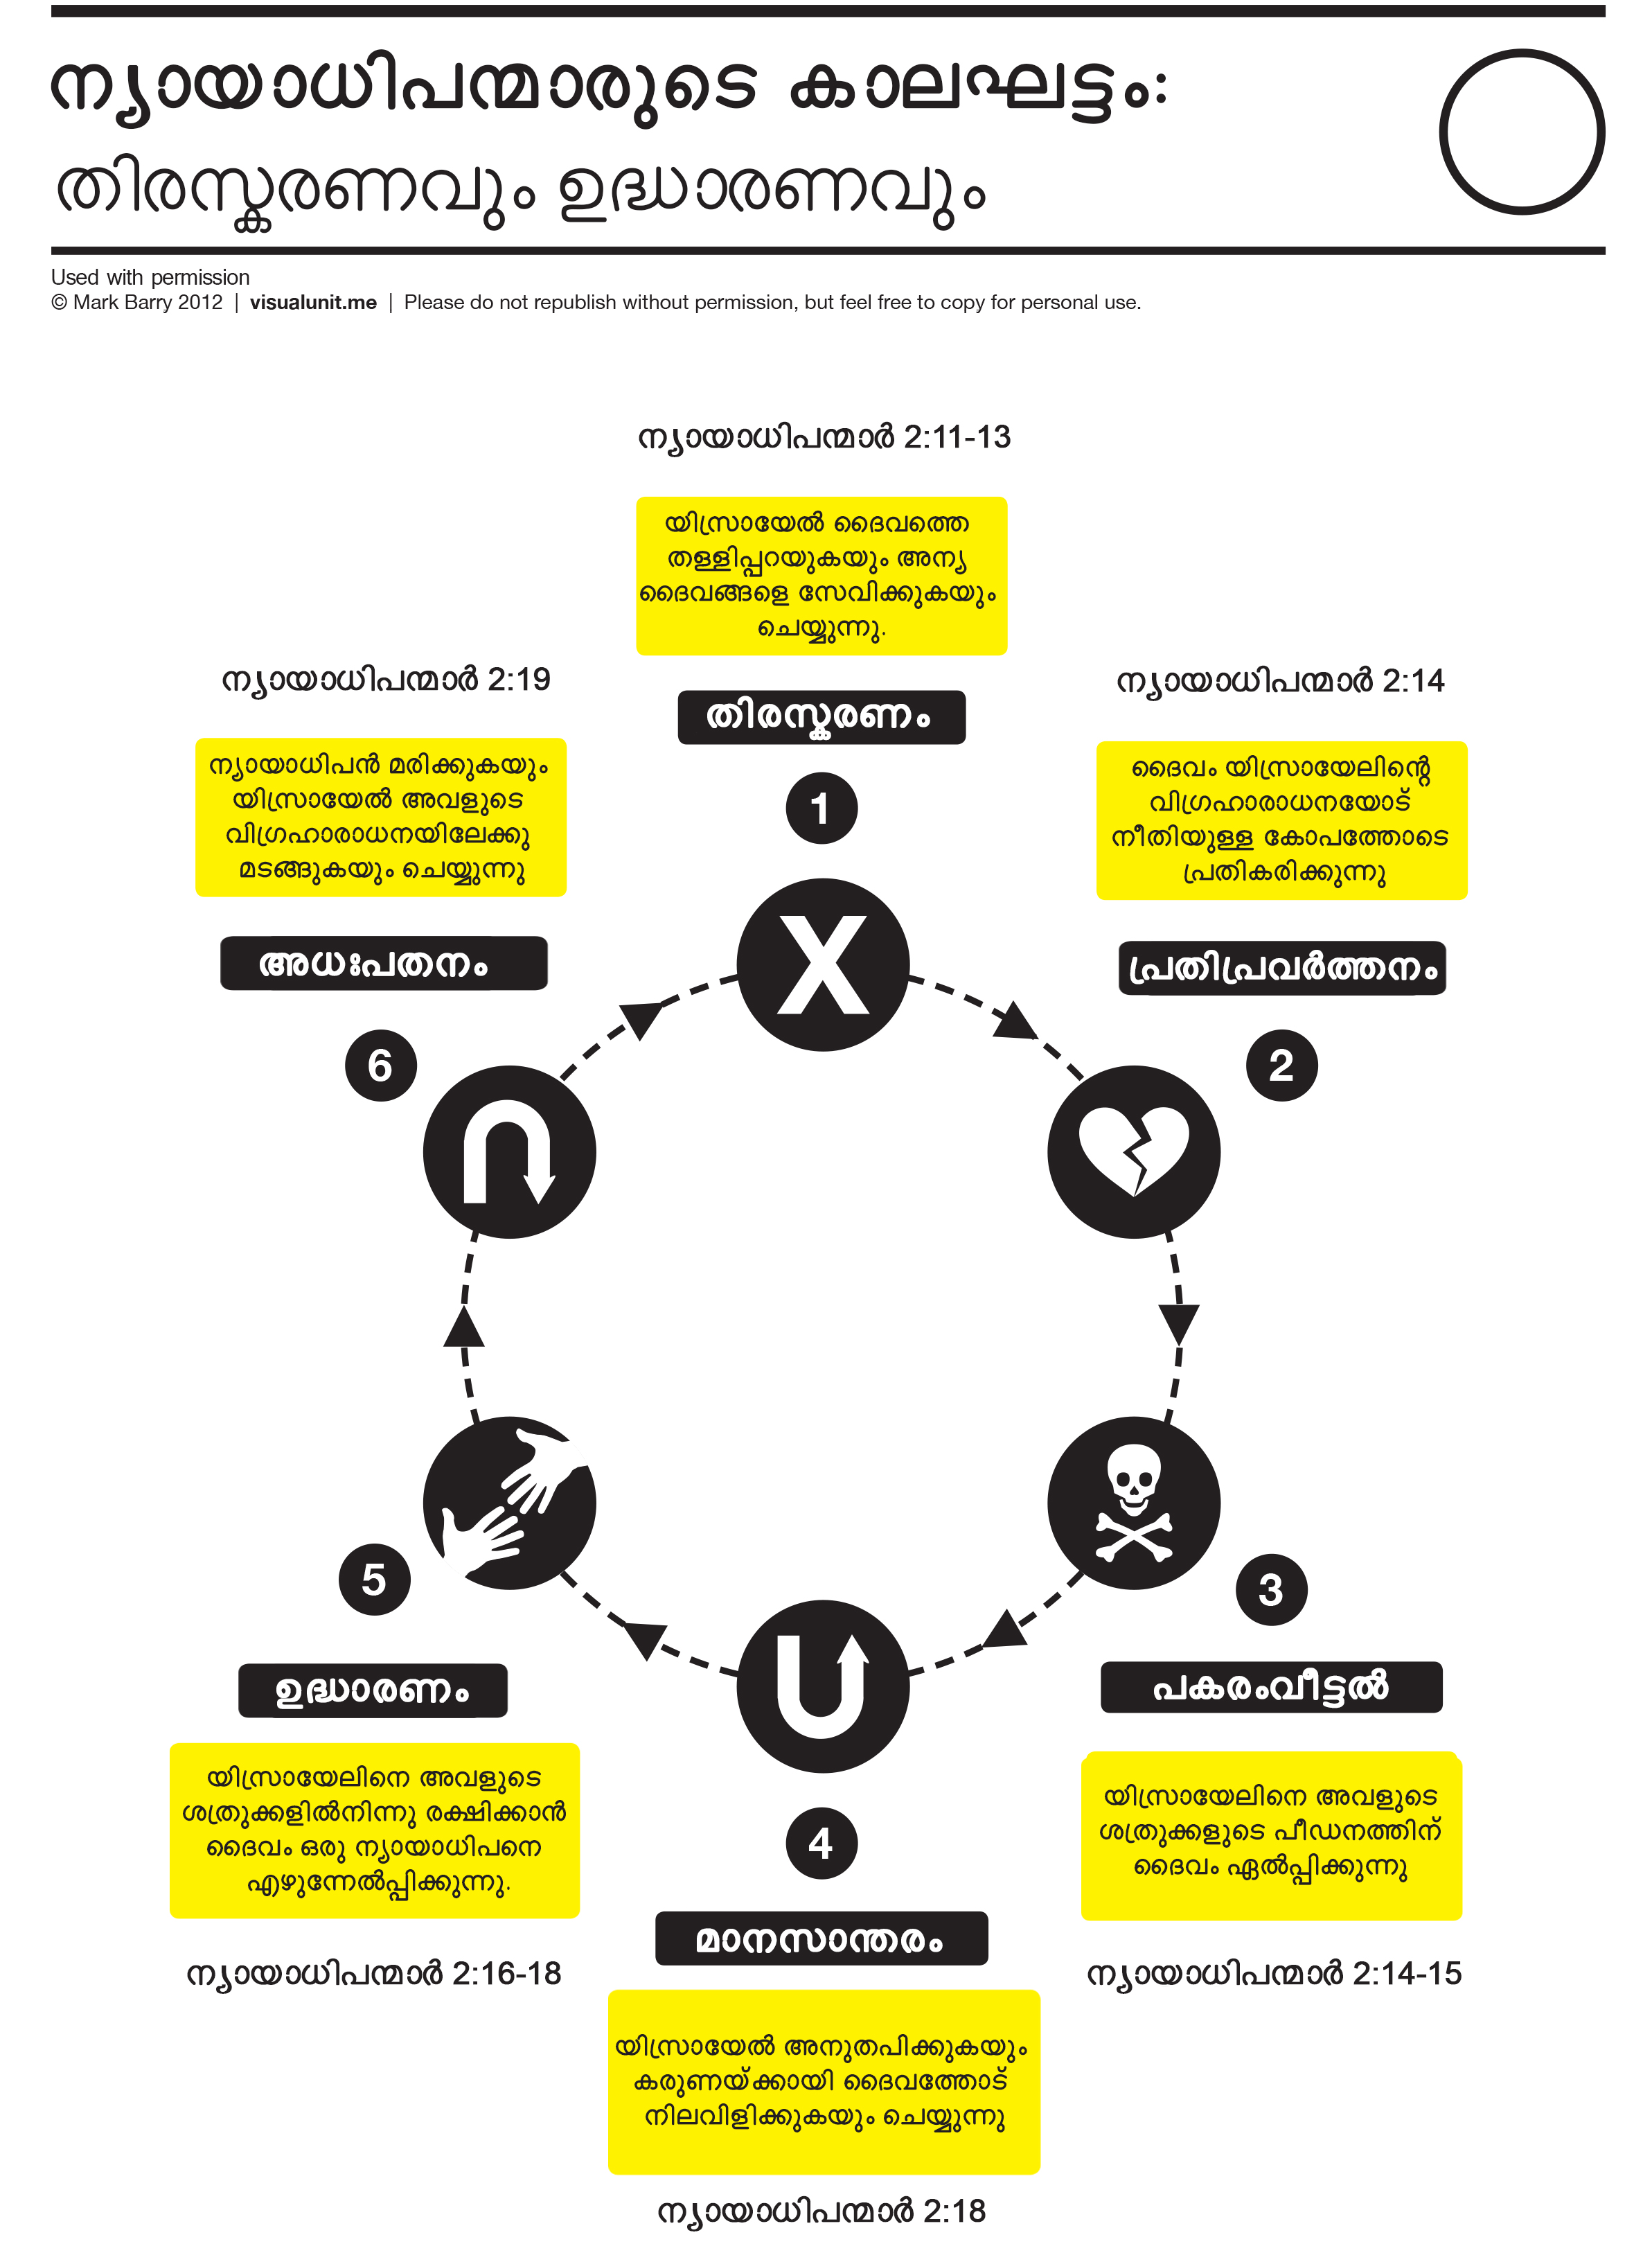 ന്യായാധിപന്മാരുടെ കാലഘട്ടം:
തിരസ്കരണവും ഉദ്ധാരണവും
Used with permission
© Mark Barry 2012 | visualunit.me | Please do not republish without permission, but feel free to copy for personal use.
ന്യായാധിപന്മാർ 2:11-13
യിസ്രായേൽ ദൈവത്തെ
തള്ളിപ്പറയുകയും അന്യ
ദൈവങ്ങളെ സേവിക്കുകയും
ചെയ്യുന്നു.
തിരസ്കരണം
1
X
ന്യായാധിപന്മാർ 2:14
ദൈവം യിസ്രായേലിന്റെ
വിഗ്രഹാരാധനയോട്
നീതിയുള്ള കോപത്തോടെ
പ്രതികരിക്കുന്നു
പ്രതിപ്രവർത്തനം
2
3
പകരംവീട്ടൽ
യിസ്രായേലിനെ അവളുടെ
ശത്രുക്കളുടെ പീഡനത്തിന്
ദൈവം ഏൽപ്പിക്കുന്നു
ന്യായാധിപന്മാർ 2:14-15
4
മാനസാന്തരം
യിസ്രായേൽ അനുതപിക്കുകയും
കരുണയ്ക്കായി ദൈവത്തോട്
നിലവിളിക്കുകയും ചെയ്യുന്നു
ന്യായാധിപന്മാർ 2:18
5
ഉദ്ധാരണം
യിസ്രായേലിനെ അവളുടെ
ശത്രുക്കളിൽനിന്നു രക്ഷിക്കാൻ
ദൈവം ഒരു ന്യായാധിപനെ
എഴുന്നേൽപ്പിക്കുന്നു.
ന്യായാധിപന്മാർ 2:16-18
ന്യായാധിപന്മാർ 2:19
ന്യായാധിപൻ മരിക്കുകയും
യിസ്രായേൽ അവളുടെ
വിഗ്രഹാരാധനയിലേക്കു
മടങ്ങുകയും ചെയ്യുന്നു
അധഃപതനം
6